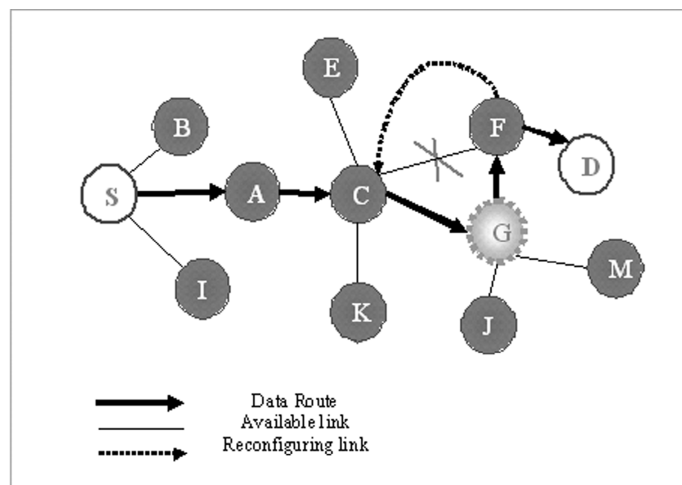 E
B
F
D
S
A
C
G
I
M
K
J
Data Route
Available link
Reconfiguring link